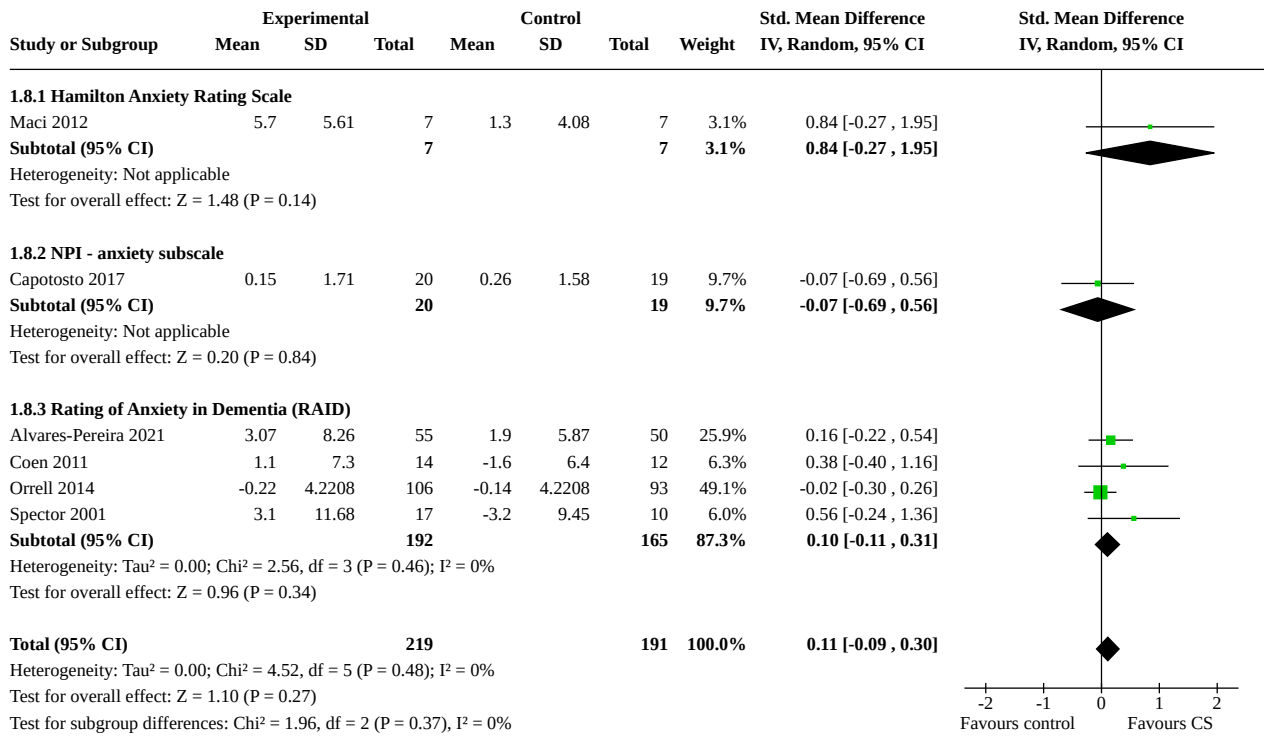 Experimental Control Std. Mean Difference Std. Mean Difference
Study or Subgroup Mean SD Total Mean SD Total Weight IV, Random, 95% CI IV, Random, 95% CI
1.8.1 Hamilton Anxiety Rating Scale
Maci 2012 5.7 5.61 7 1.3 4.08 7 3.1% 0.84 [-0.27 , 1.95]
Subtotal (95% CI) 7 7 3.1% 0.84 [-0.27 , 1.95]
Heterogeneity: Not applicable
Test for overall effect: Z = 1.48 (P = 0.14)
1.8.2 NPI - anxiety subscale
Capotosto 2017 0.15 1.71 20 0.26 1.58 19 9.7% -0.07 [-0.69 , 0.56]
Subtotal (95% CI) 20 19 9.7% -0.07 [-0.69 , 0.56]
Heterogeneity: Not applicable
Test for overall effect: Z = 0.20 (P = 0.84)
1.8.3 Rating of Anxiety in Dementia (RAID)
Alvares-Pereira 2021 3.07 8.26 55 1.9 5.87 50 25.9% 0.16 [-0.22 , 0.54]
Coen 2011 1.1 7.3 14 -1.6 6.4 12 6.3% 0.38 [-0.40 , 1.16]
Orrell 2014 -0.22 4.2208 106 -0.14 4.2208 93 49.1% -0.02 [-0.30 , 0.26]
Spector 2001 3.1 11.68 17 -3.2 9.45 10 6.0% 0.56 [-0.24 , 1.36]
Subtotal (95% CI) 192 165 87.3% 0.10 [-0.11 , 0.31]
Heterogeneity: Tau² = 0.00; Chi² = 2.56, df = 3 (P = 0.46); I² = 0%
Test for overall effect: Z = 0.96 (P = 0.34)
Total (95% CI) 219 191 100.0% 0.11 [-0.09 , 0.30]
Heterogeneity: Tau² = 0.00; Chi² = 4.52, df = 5 (P = 0.48); I² = 0%
Test for overall effect: Z = 1.10 (P = 0.27)
-2 -1 0 1 2
Test for subgroup differences: Chi² = 1.96, df = 2 (P = 0.37), I² = 0%
Favours control Favours CS